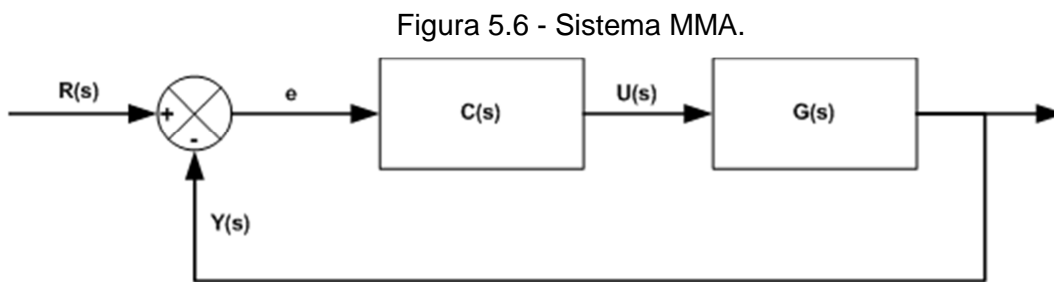 Figura 5.6 - Sistema MMA.
R(s)
+
-
e
C(s)
U(s)
G(s)
Y(s)